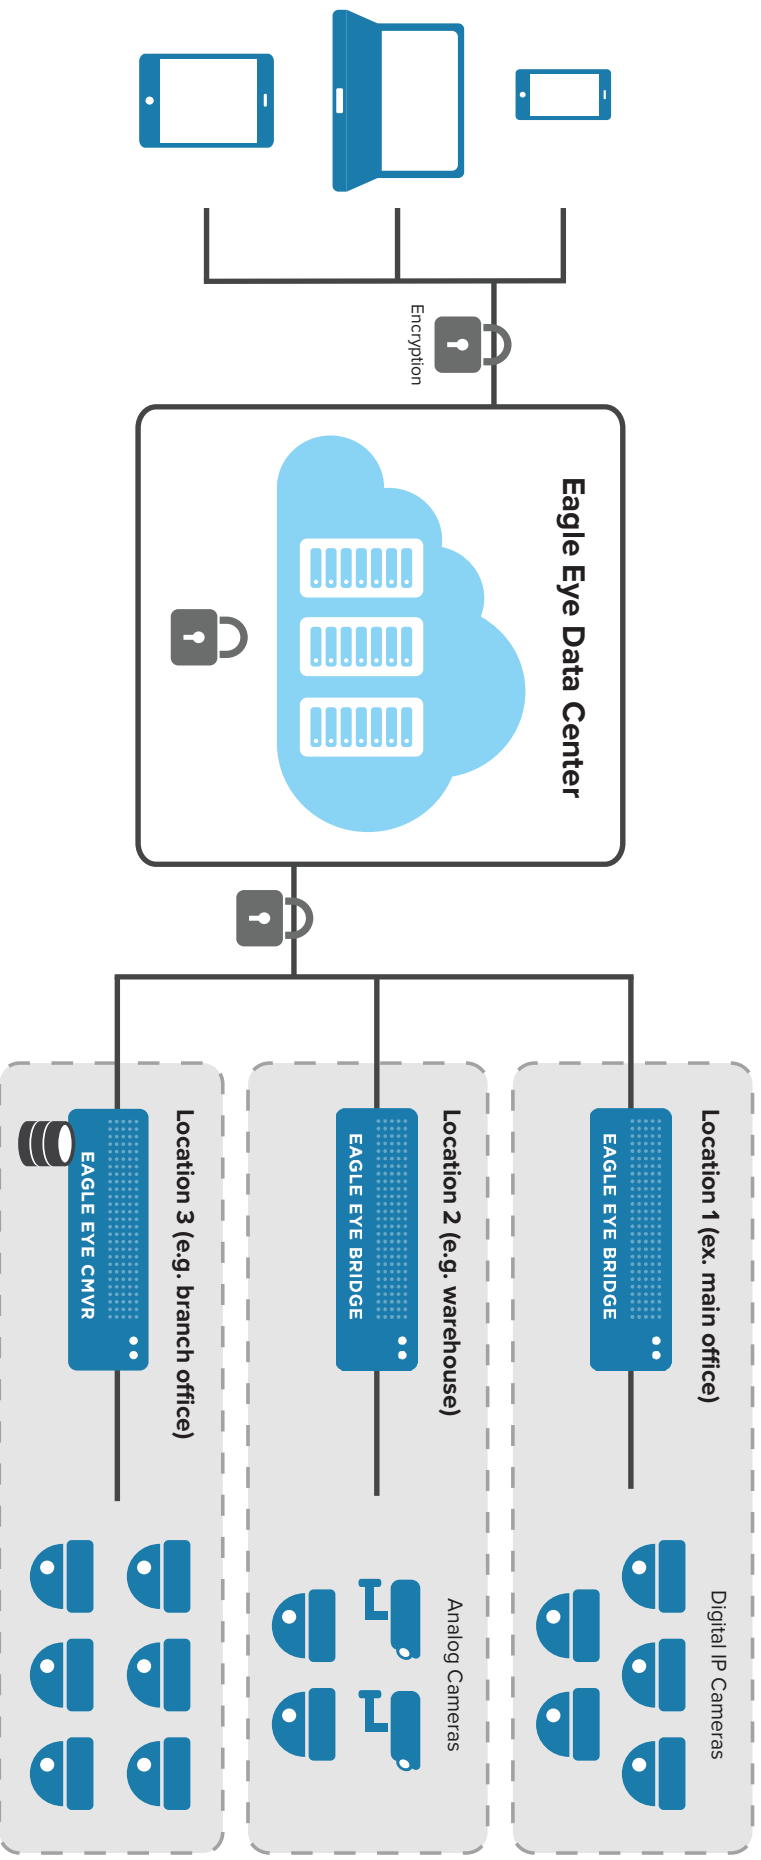 Encryption
Eagle Eye Data Center
Location 1 (ex. main office)
EAGLE EYE BRIDGE
Digital IP Cameras
Location 2 (e.g. warehouse)
EAGLE EYE BRIDGE
Analog Cameras
Location 3 (e.g. branch office)
EAGLE EYE CMVR